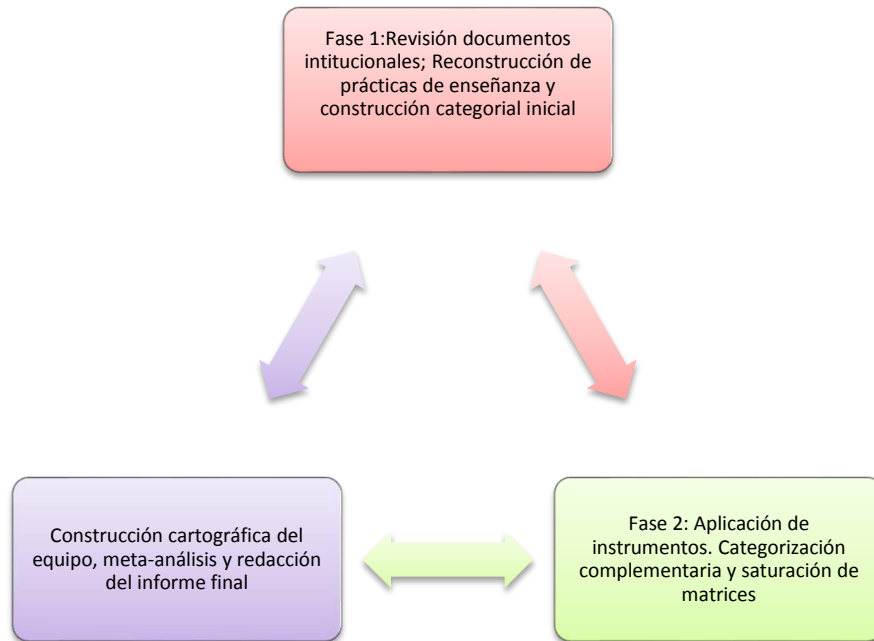 Fase 1:Revisión documentos
intitucionales; Reconstrucción de
prácticas de enseñanza y
construcción categorial inicial
Construcción cartográfica del
equipo, meta-análisis y redacción
del informe final
Fase 2: Aplicación de
instrumentos. Categorización
complementaria y saturación de
matrices